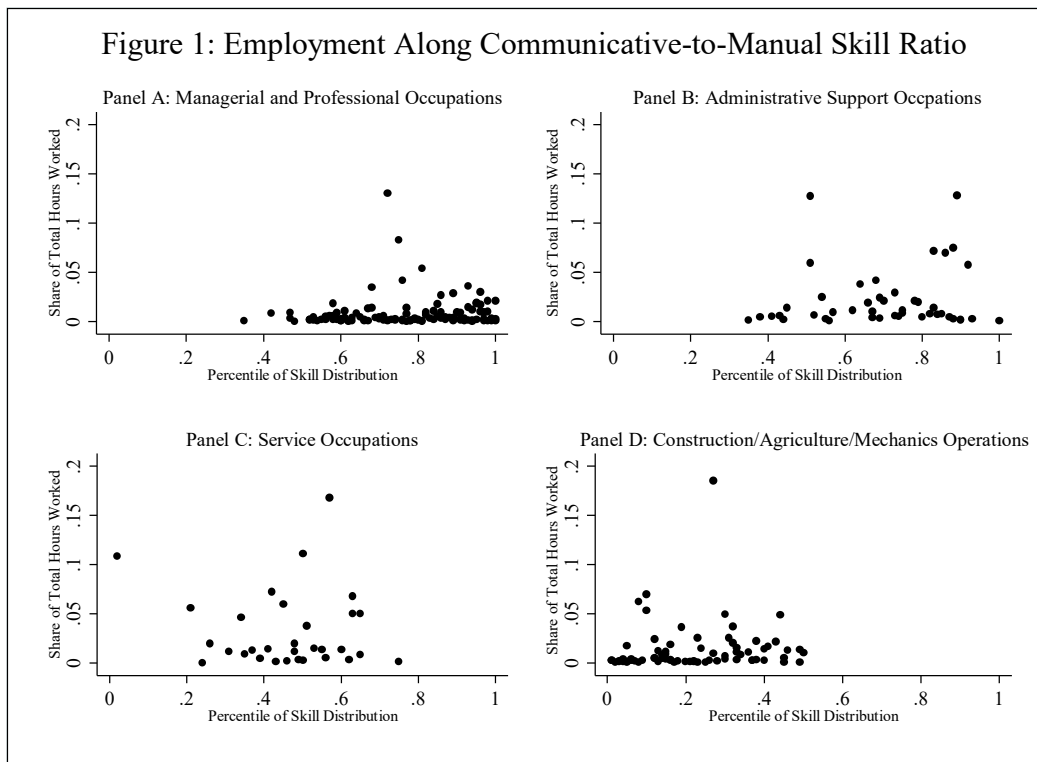 Figure 1: Employment Along Communicative-to-Manual Skill Ratio
Panel A: Managerial and Professional Occupations
Share of Total Hours Worked
0 .05 .1 .15 .2
0 .2 .4 .6 .8 1
Percentile of Skill Distribution
Panel B: Administrative Support Occpations
Share of Total Hours Worked
0 .05 .1 .15 .2
0 .2 .4 .6 .8 1
Percentile of Skill Distribution
Panel C: Service Occupations
Share of Total Hours Worked
0 .05 .1 .15 .2
0 .2 .4 .6 .8 1
Percentile of Skill Distribution
Panel D: Construction/Agriculture/Mechanics Operations
Share of Total Hours Worked
0 .05 .1 .15 .2
0 .2 .4 .6 .8 1
Percentile of Skill Distribution